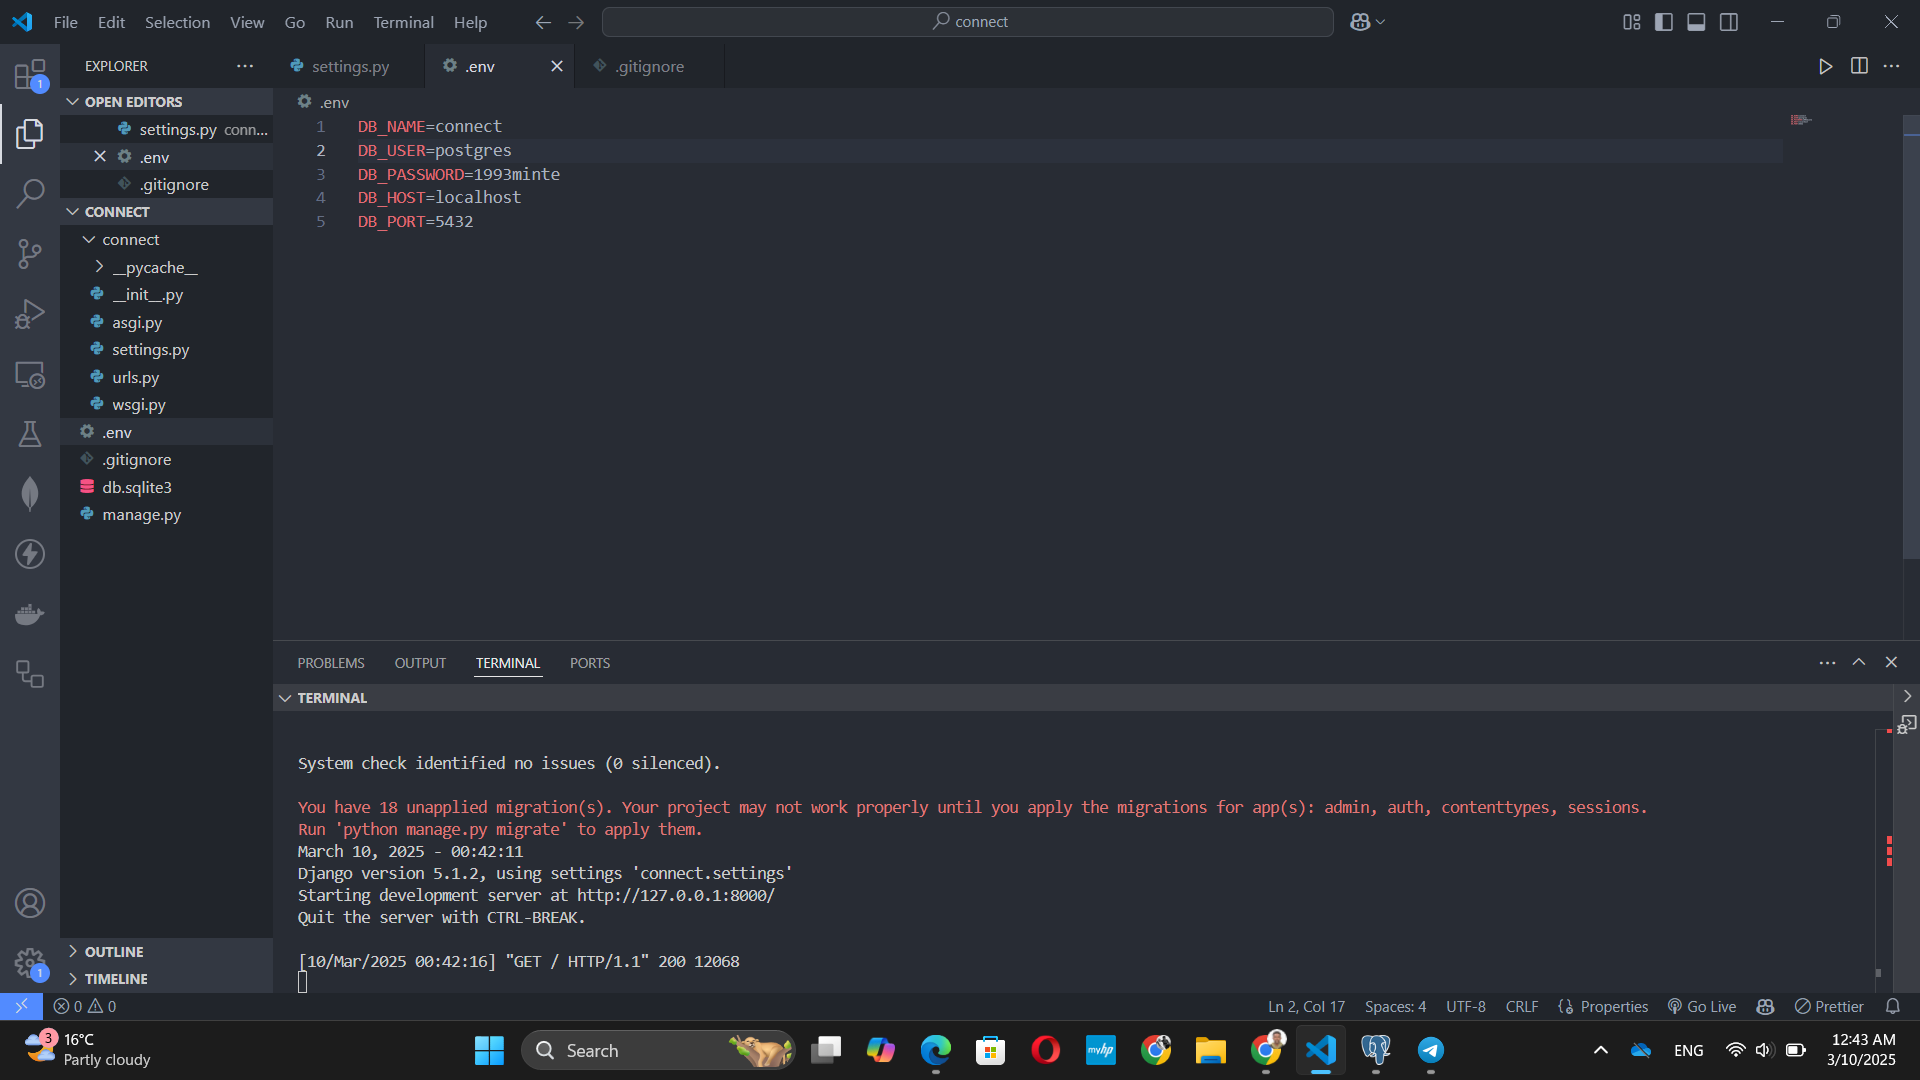 File Edit Selection View Go Run Terminal Help
connect
EXPLORER
settings.py
.env
.gitignore
1
OPEN EDITORS
settings.py conn...
.env
.gitignore
CONNECT
connect
__pycache__
__init__.py
asgi.py
settings.py
urls.py
wsgi.py
.env
.gitignore
db.sqlite3
manage.py
OUTLINE
TIMELINE
1
.env
1 DB_NAME=connect
2 DB_USER=postgres
3 DB_PASSWORD=1993minte
4 DB_HOST=localhost
5 DB_PORT=5432
PROBLEMS OUTPUT TERMINAL PORTS
TERMINAL
System check identified no issues (0 silenced).
You have 18 unapplied migration(s). Your project may not work properly until you apply the migrations for app(s): admin, auth, contenttypes, sessions.
Run 'python manage.py migrate' to apply them.
March 10, 2025 - 00:42:11
Django version 5.1.2, using settings 'connect.settings'
Starting development server at http://127.0.0.1:8000/
Quit the server with CTRL-BREAK.
[10/Mar/2025 00:42:16] "GET / HTTP/1.1" 200 12068
0 0
Ln 2, Col 17 Spaces: 4 UTF-8 CRLF Properties Go Live Prettier
3
16°C
Partly cloudy
Search
myhp
ENG
12:43 AM
3/10/2025